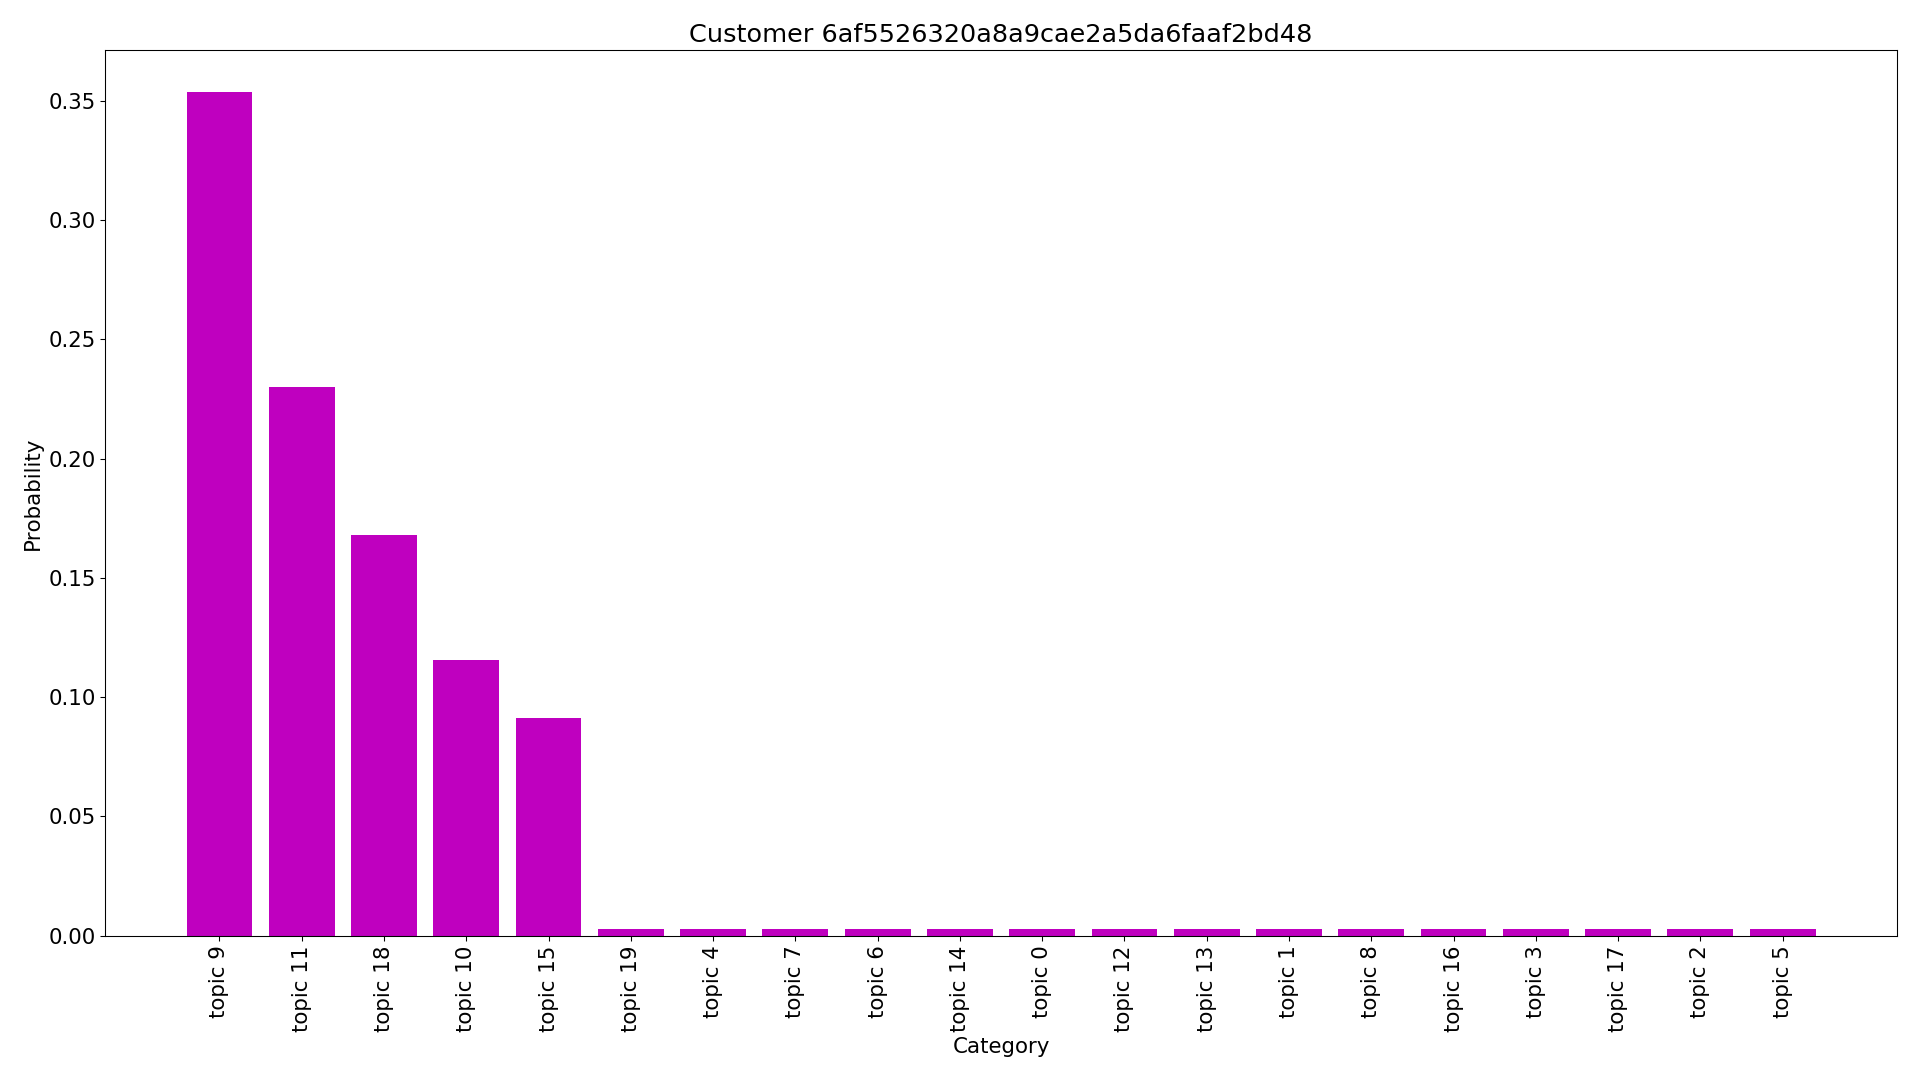 Customer 6af5526320a8a9cae2a5da6faaf2bd48
Probability
0.35
0.30
0.25
0.20
0.15
0.10
0.05
0.00
topic 9
topic 11
topic 18
topic 10
topic 15
topic 19
topic 4
topic 7
topic 6
topic 14
topic 0
topic 12
topic 13
topic 1
topic 8
topic 16
topic 3
topic 17
topic 2
topic 5
Category